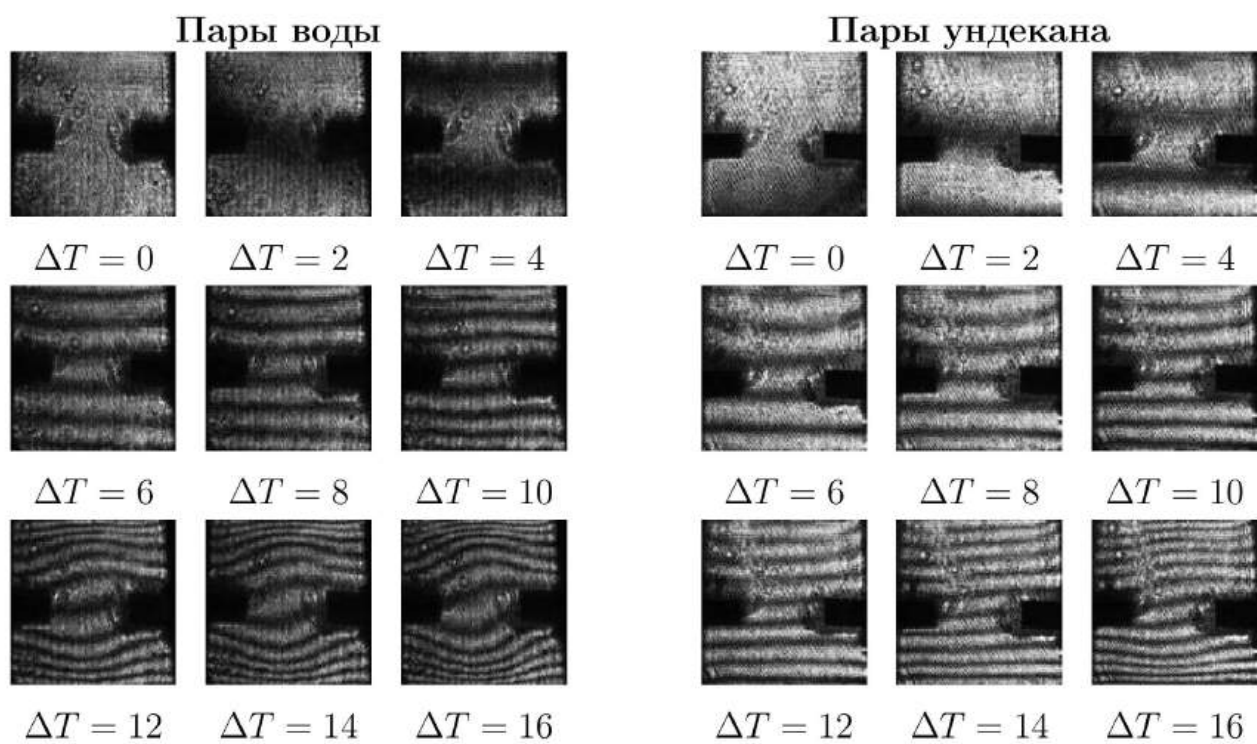 Пары воды
Пары ундекана
ΔT = 0 ΔT = 2 ΔT = 4
ΔT = 0 ΔT = 2 ΔT = 4
ΔT = 6 ΔT = 8 ΔT = 10
ΔT = 6 ΔT = 8 ΔT = 10
ΔT = 12 ΔT = 14 ΔT = 16
ΔT = 12 ΔT = 14 ΔT = 16